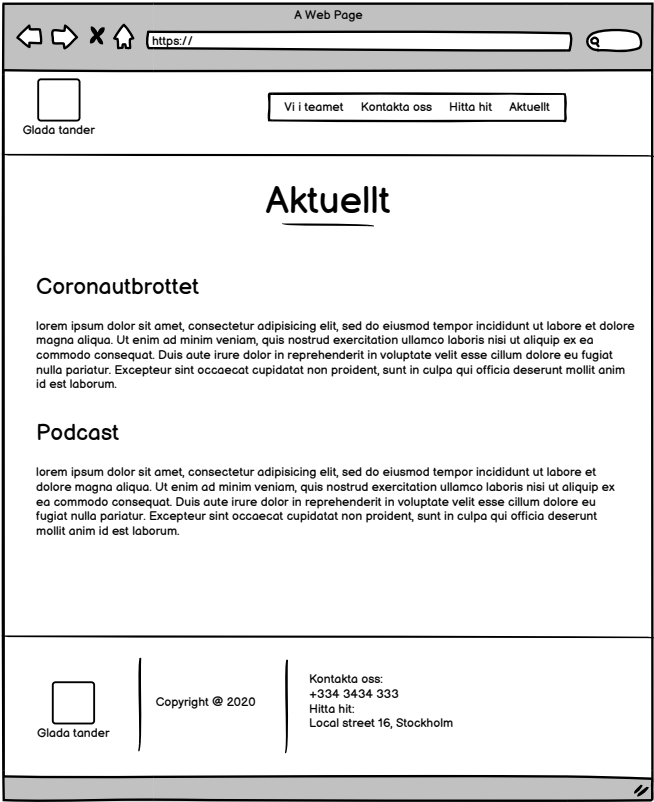 A Web Page
https://
Glada tander
Vi i teamet Kontakta oss Hitta hit Aktuellt
Aktuellt
Coronautbrottet
lorem ipsum dolor sit amet, consectetur adipisicing elit, sed do eiusmod tempor incididunt ut labore et dolore
magna aliqua. Ut enim ad minim veniam, quis nostrud exercitation ullamco laboris nisi ut aliquip ex ea
commodo consequat. Duis aute irure dolor in reprehenderit in voluptate velit esse cillum dolore eu fugiat
nulla pariatur. Excepteur sint occaecat cupidatat non proident, sunt in culpa qui officia deserunt mollit anim
id est laborum.
Podcast
lorem ipsum dolor sit amet, consectetur adipisicing elit, sed do eiusmod tempor incididunt ut labore et
dolore magna aliqua. Ut enim ad minim veniam, quis nostrud exercitation ullamco laboris nisi ut aliquip ex
ea commodo consequat. Duis aute irure dolor in reprehenderit in voluptate velit esse cillum dolore eu
fugiat nulla pariatur. Excepteur sint occaecat cupidatat non proident, sunt in culpa qui officia deserunt
mollit anim id est laborum.
Glada tander
Copyright @ 2020
Kontakta oss:
+334 3434 333
Hitta hit:
Local street 16, Stockholm